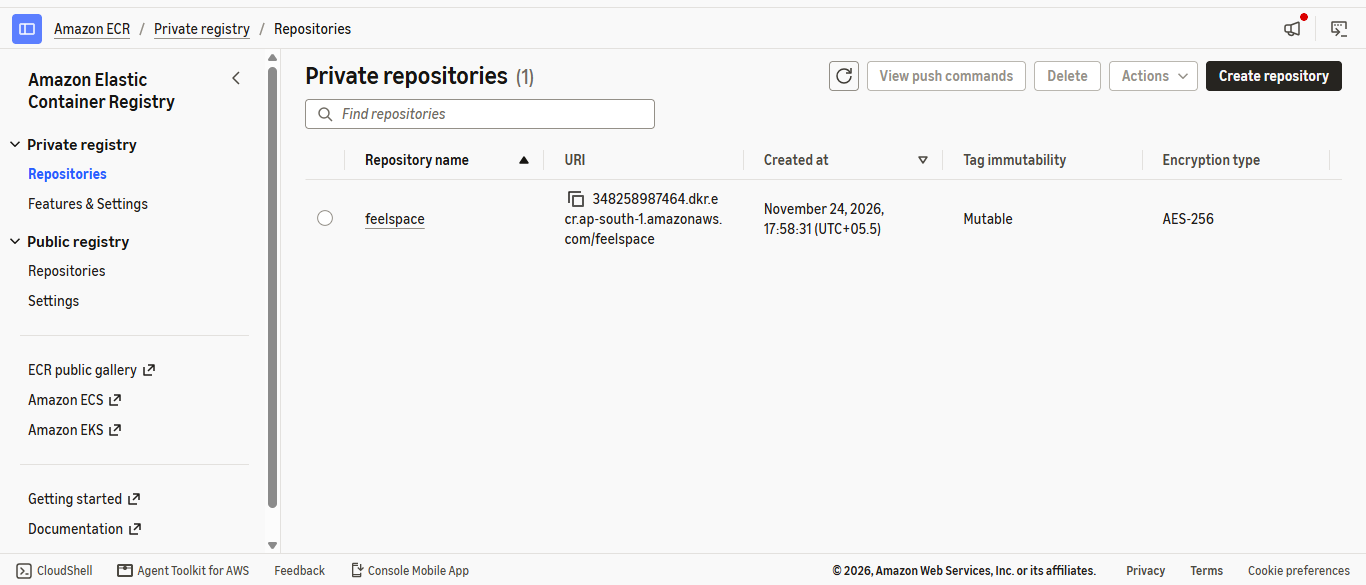 Amazon ECR / Private registry / Repositories
Amazon Elastic
Container Registry
Private registry
Repositories
Features & Settings
Public registry
Repositories
Settings
ECR public gallery
Amazon ECS
Amazon EKS
Getting started
Documentation
Private repositories (1)
View push commands
Delete
Actions
Create repository
Find repositories
Repository name URI Created at Tag immutability Encryption type
feelspace
348258987464.dkr.e
cr.ap-south-1.amazonaws.
com/feelspace
November 24, 2026,
17:58:31 (UTC+05.5)
Mutable
AES-256
CloudShell Agent Toolkit for AWS Feedback Console Mobile App © 2026, Amazon Web Services, Inc. or its affiliates. Privacy Terms Cookie preferences